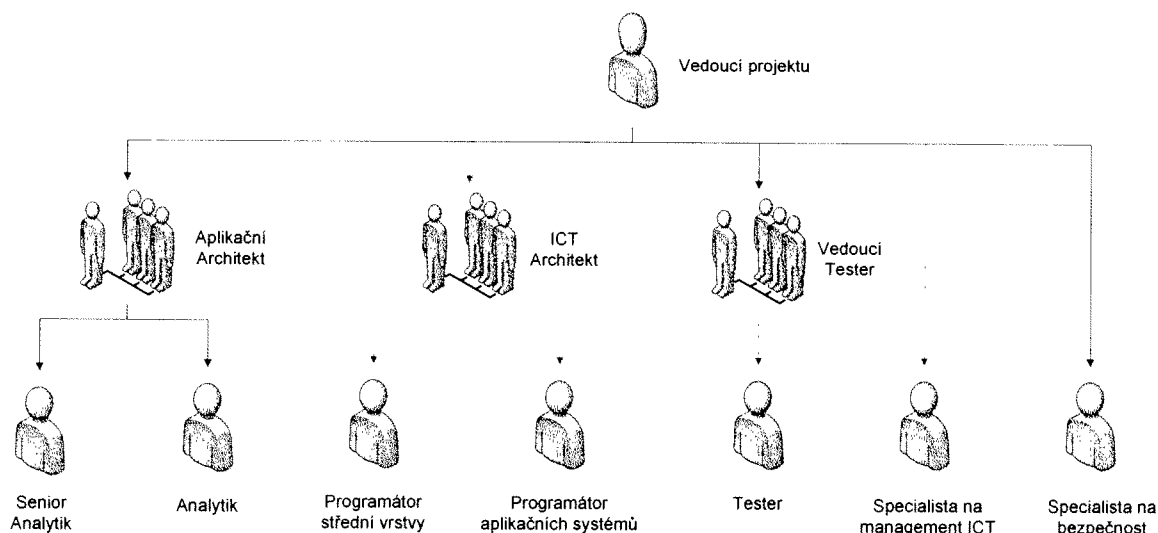 Vedoucí projektu
Aplikační
Architekt
ICT
Architekt
Vedoucí
Tester
Senior
Analytik
Analytik
Programátor
střední vrstvy
Programátor
aplikačních systémů
Tester
Specialista na
management ICT
Specialista na
bezpečnost